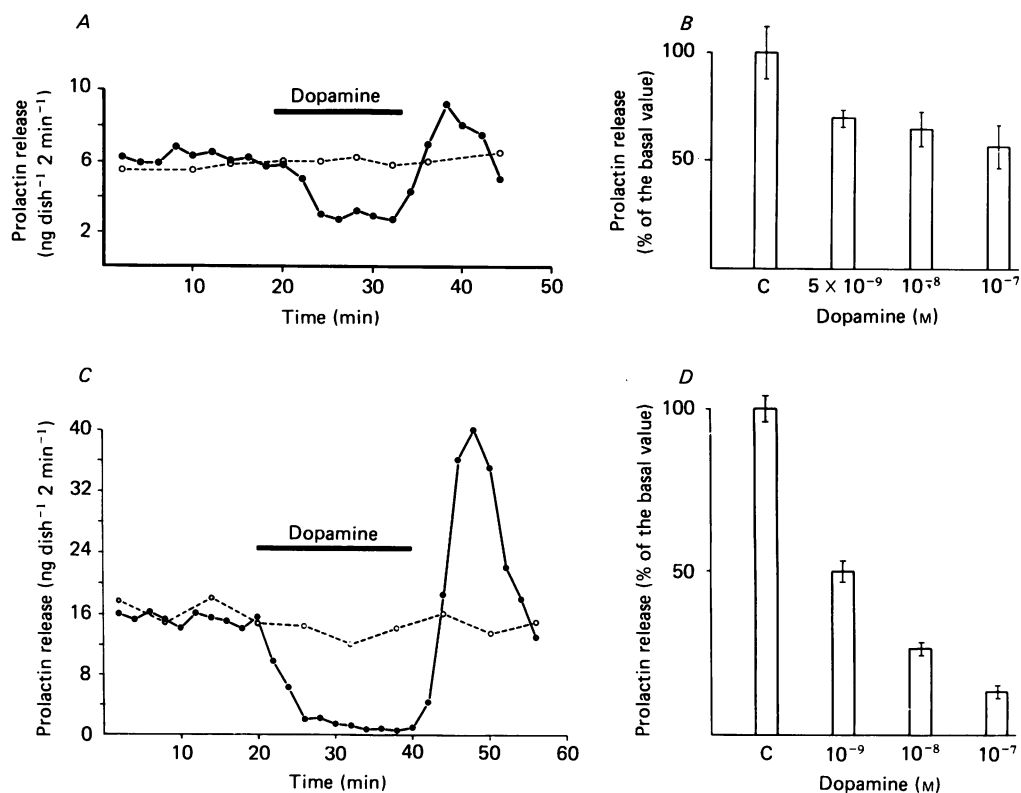 A
Prolactin release
(ng dish⁻¹ 2 min⁻¹)
10
8
6
4
2
Dopamine
10
20
30
40
50
Time (min)
B
Prolactin release
(% of the basal value)
100
50
C
5 × 10⁻⁹
10⁻⁸
10⁻⁷
Dopamine (M)
C
Prolactin release (ng dish⁻¹ 2 min⁻¹)
40
32
24
16
8
0
Dopamine
10
20
30
40
50
60
Time (min)
D
Prolactin release (% of the basal value)
100
50
C
10⁻⁹
10⁻⁸
10⁻⁷
Dopamine (M)